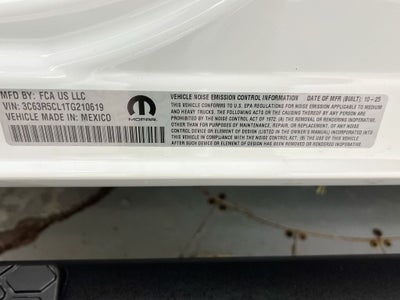 MFD BY: FCA US LLC
VIN: 3C63R5CL1TG210619
VEHICLE MADE IN: MEXICO
MOPAR
VEHICLE NOISE EMISSION CONTROL INFORMATION DATE OF MFR (BUILT): 10 - 25
THIS VEHICLE CONFORMS TO U.S. EPA REGULATIONS FOR NOISE EMISSION APPLICABLE TO MEDIUM
AND HEAVY TRUCKS.
THE FOLLOWING ACTS OR THE CAUSING THEREOF BY ANY PERSON ARE PROHIBITED BY THE NOISE
CONTROL ACT OF 1972: (A) THE REMOVAL OR RENDERING INOPERATIVE, OTHER
THAN FOR PURPOSES OF MAINTENANCE, REPAIR, OR REPLACEMENT, OF ANY NOISE
CONTROL DEVICE OR ELEMENT OF DESIGN (LISTED IN THE OWNER'S
MANUAL) INCORPORATED INTO THIS VEHICLE IN
COMPLIANCE WITH THE NOISE CONTROL ACT; (B) THE USE OF THIS VEHICLE
AFTER SUCH DEVICE OR ELEMENT OF DESIGN HAS BEEN REMOVED OR
RENDERED INOPERATIVE.